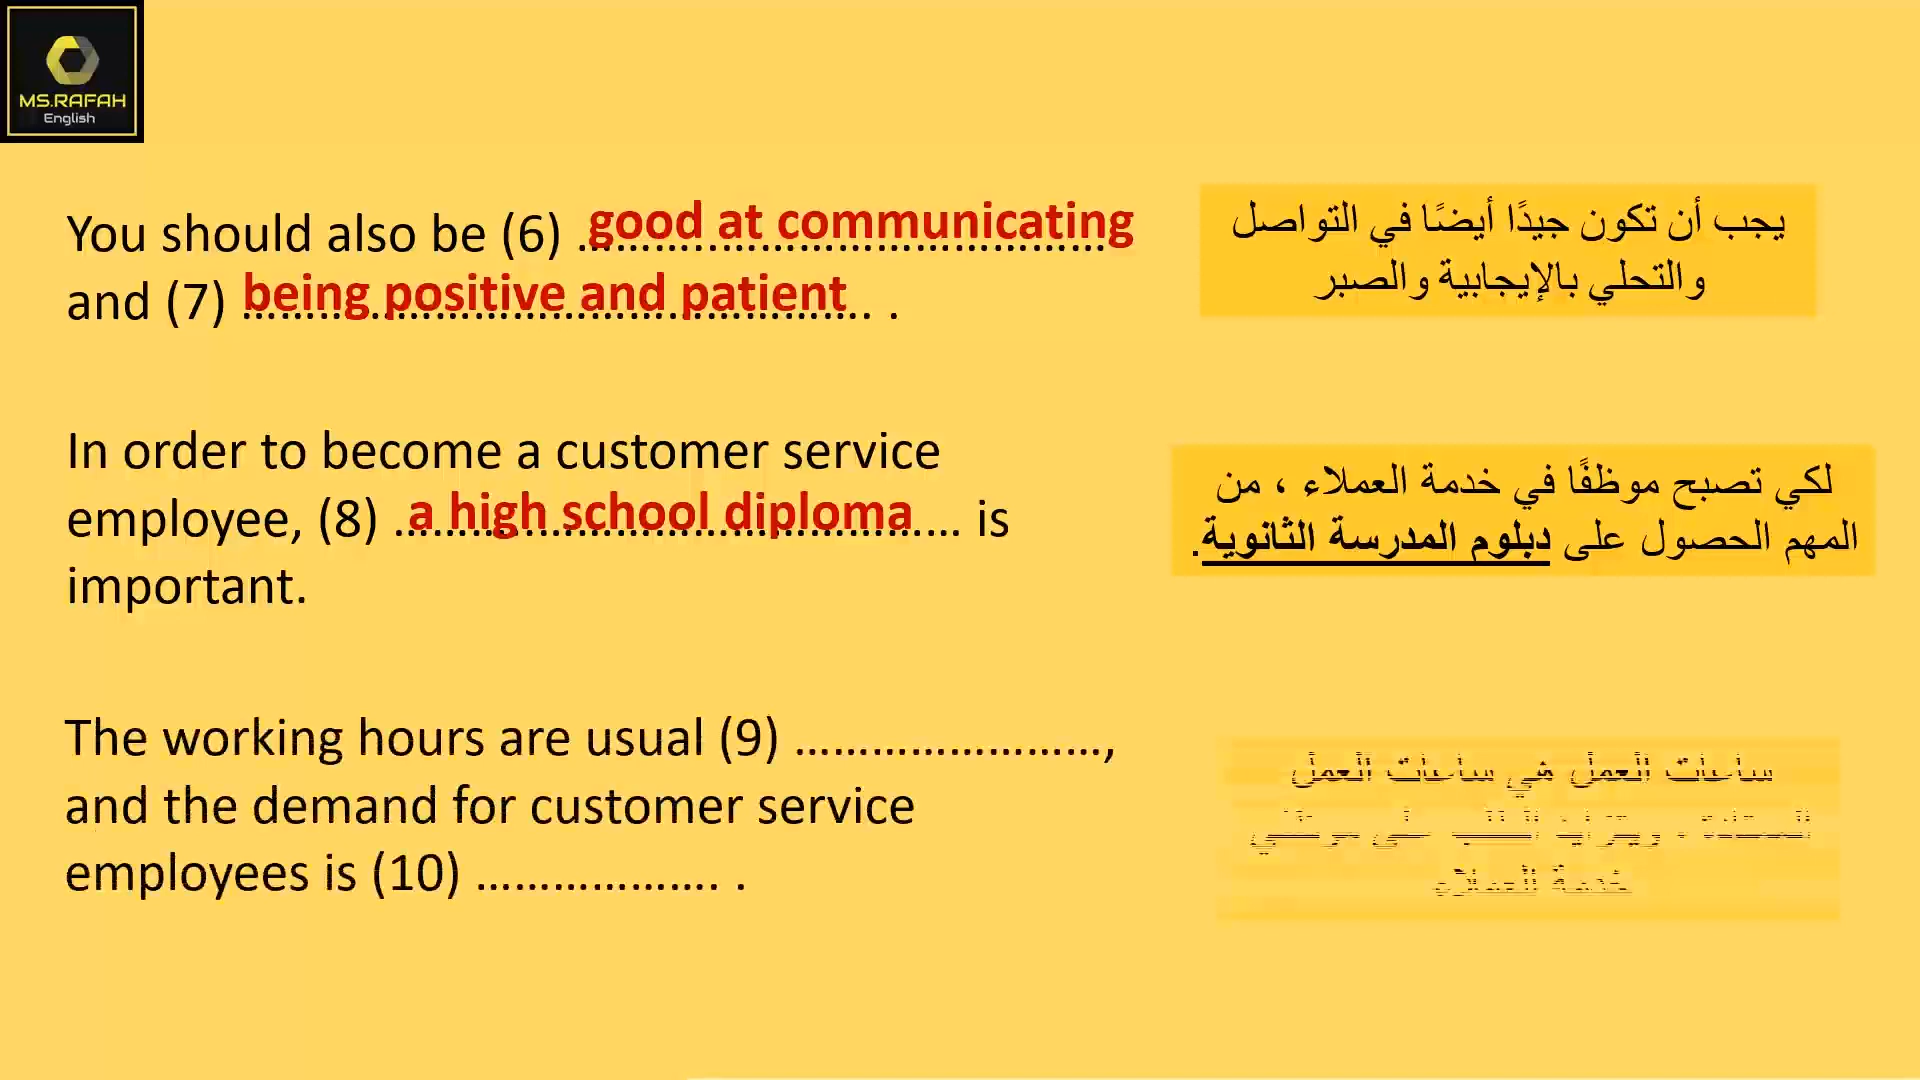 MS.RAFAH
English
You should also be (6) good at communicating
and (7) being positive and patient .
يجب أن تكون جيدًا أيضًا في التواصل
والتحلي بالإيجابية والصبر
In order to become a customer service
employee, (8) a high school diploma is
important.
لكي تصبح موظفًا في خدمة العملاء ، من
المهم الحصول على دبلوم المدرسة الثانوية.
The working hours are usual (9) ……………………,
and the demand for customer service
employees is (10) ………………. .
ساعات العمل هي ساعات العمل
خدمة العملاء